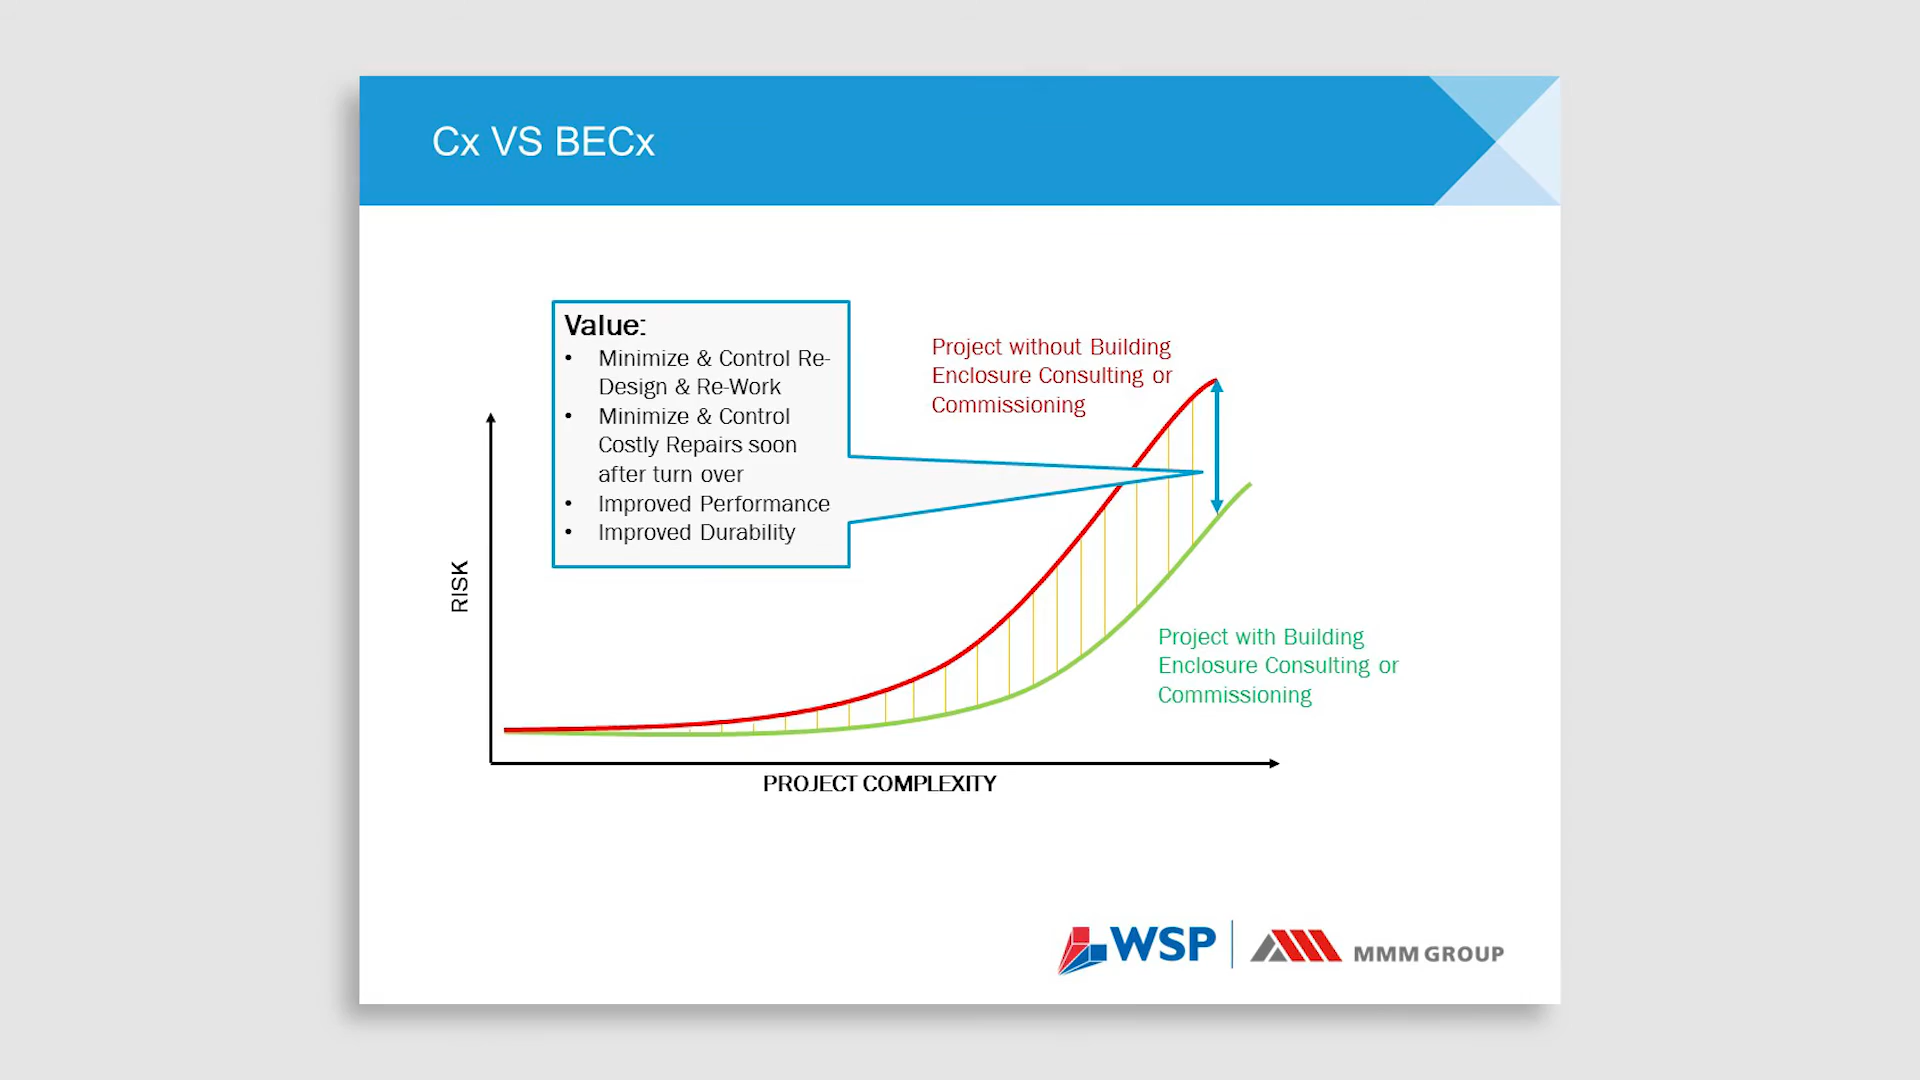 Cx VS BECx
Value:
• Minimize & Control Re-
Design & Re-Work
• Minimize & Control
Costly Repairs soon
after turn over
• Improved Performance
• Improved Durability
Project without Building
Enclosure Consulting or
Commissioning
RISK
Project with Building
Enclosure Consulting or
Commissioning
PROJECT COMPLEXITY
WSP
MMM GROUP